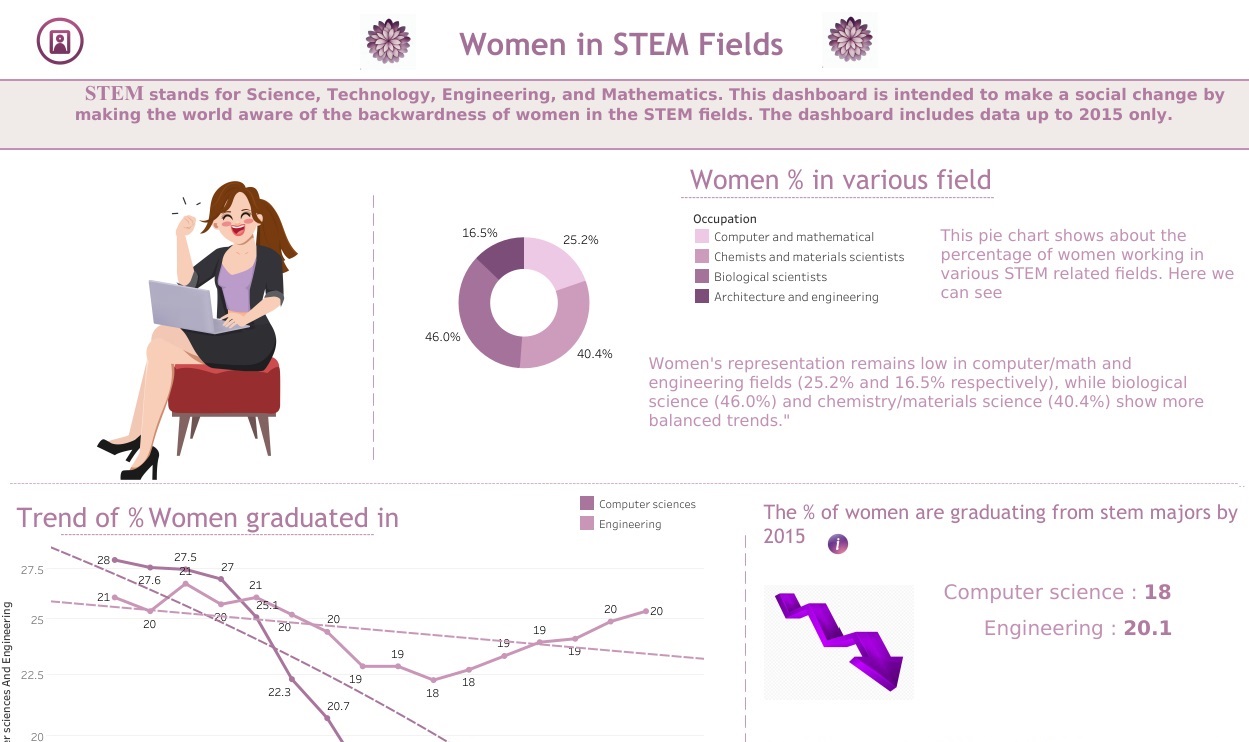 Women in STEM Fields
STEM stands for Science, Technology, Engineering, and Mathematics. This dashboard is intended to make a social change by
making the world aware of the backwardness of women in the STEM fields. The dashboard includes data up to 2015 only.
Women % in various field
Occupation
Computer and mathematical
Chemists and materials scientists
Biological scientists
Architecture and engineering
This pie chart shows about the
percentage of women working in
various STEM related fields. Here we
can see
16.5%
25.2%
46.0%
40.4%
Women's representation remains low in computer/math and
engineering fields (25.2% and 16.5% respectively), while biological
science (46.0%) and chemistry/materials science (40.4%) show more
balanced trends."
Trend of % Women graduated in
Computer sciences
Engineering
27.5
25
22.5
20
28
27.6
27.5
27
25.1
22.3
20.7
21
20
21
20
21
20
20
19
19
18
18
19
19
19
20
20
The % of women are graduating from stem majors by
2015
i
Computer science : 18
Engineering : 20.1
sciences And Engineering